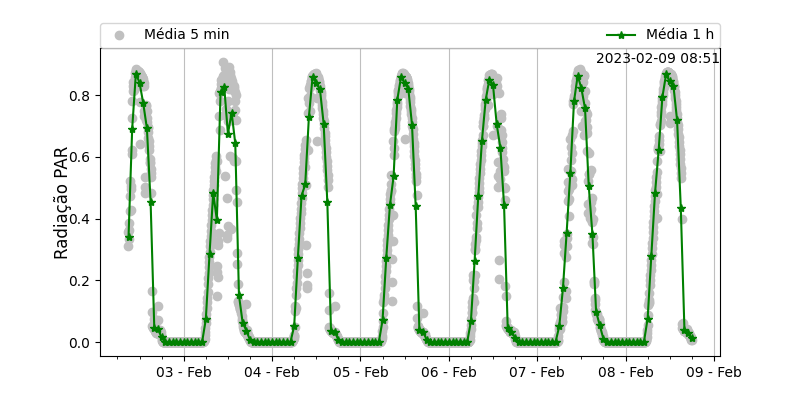 Média 5 min
Média 1 h
2023-02-09 08:51
Radiação PAR
0.8
0.6
0.4
0.2
0.0
03 - Feb
04 - Feb
05 - Feb
06 - Feb
07 - Feb
08 - Feb
09 - Feb